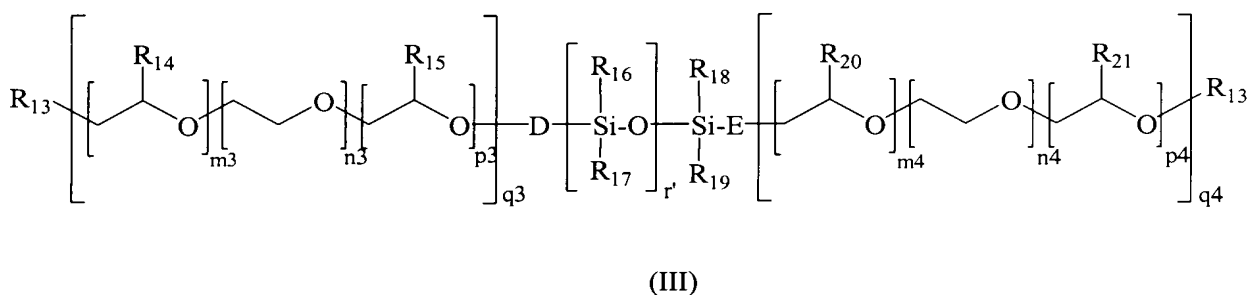 R14 R15 R16 R18 R20 R21
R13 O m3 O n3 O p3 q3 D Si-O Si-E O m4 O n4 O p4 R13 q4
R17 r' R19
(III)